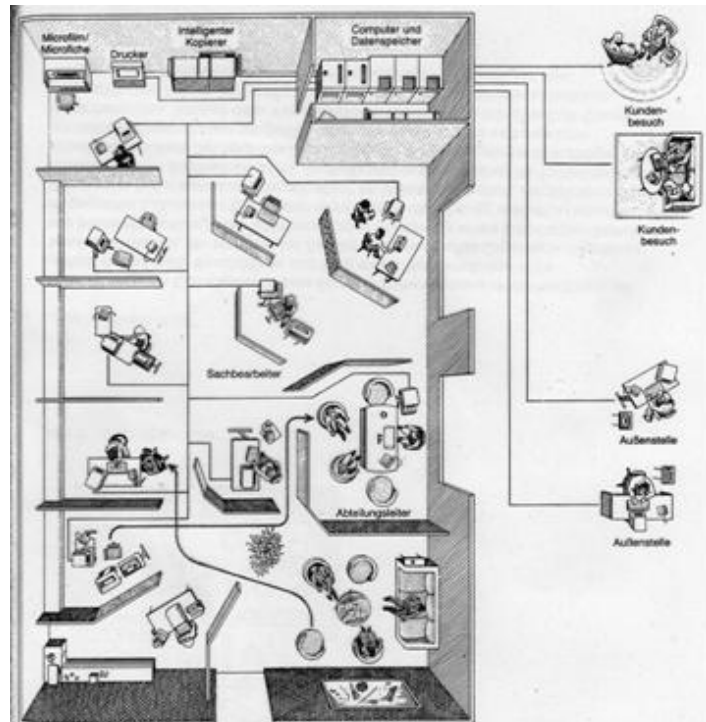 Microfilm/
Microfiche
Drucker
Intelligenter
Kopierer
Computer und
Datenspeicher
Kunden-
besuch
Kunden-
besuch
Sachbearbeiter
Außenstelle
Abteilungsleiter
Außenstelle